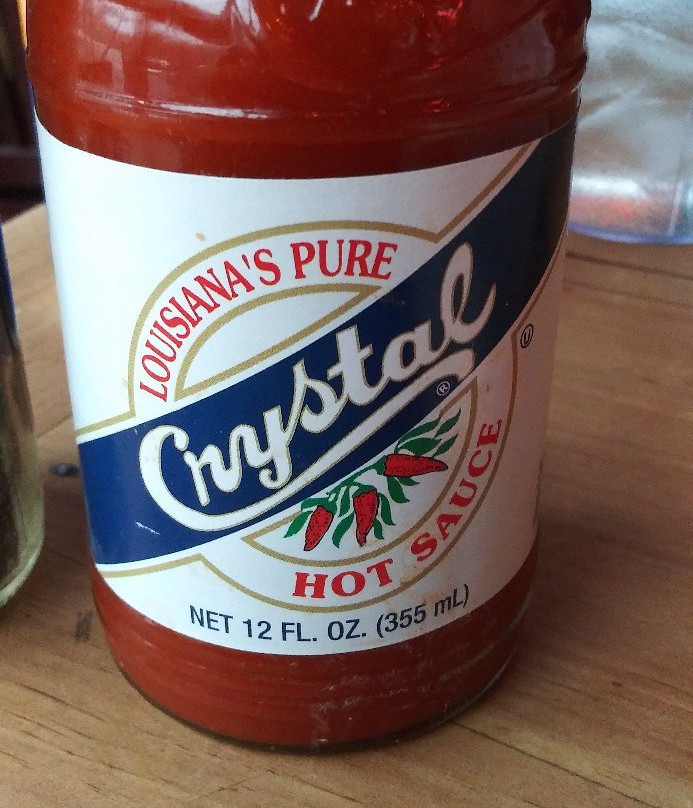 LOUISIANA'S PURE
Crystal
®
Ⓤ
HOT SAUCE
NET 12 FL. OZ. (355 mL)